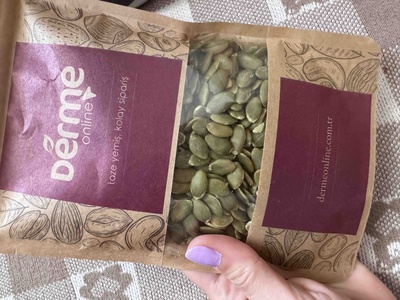 Derme
online
taze yemiş, kolay sipariş
dermeonline.com.tr